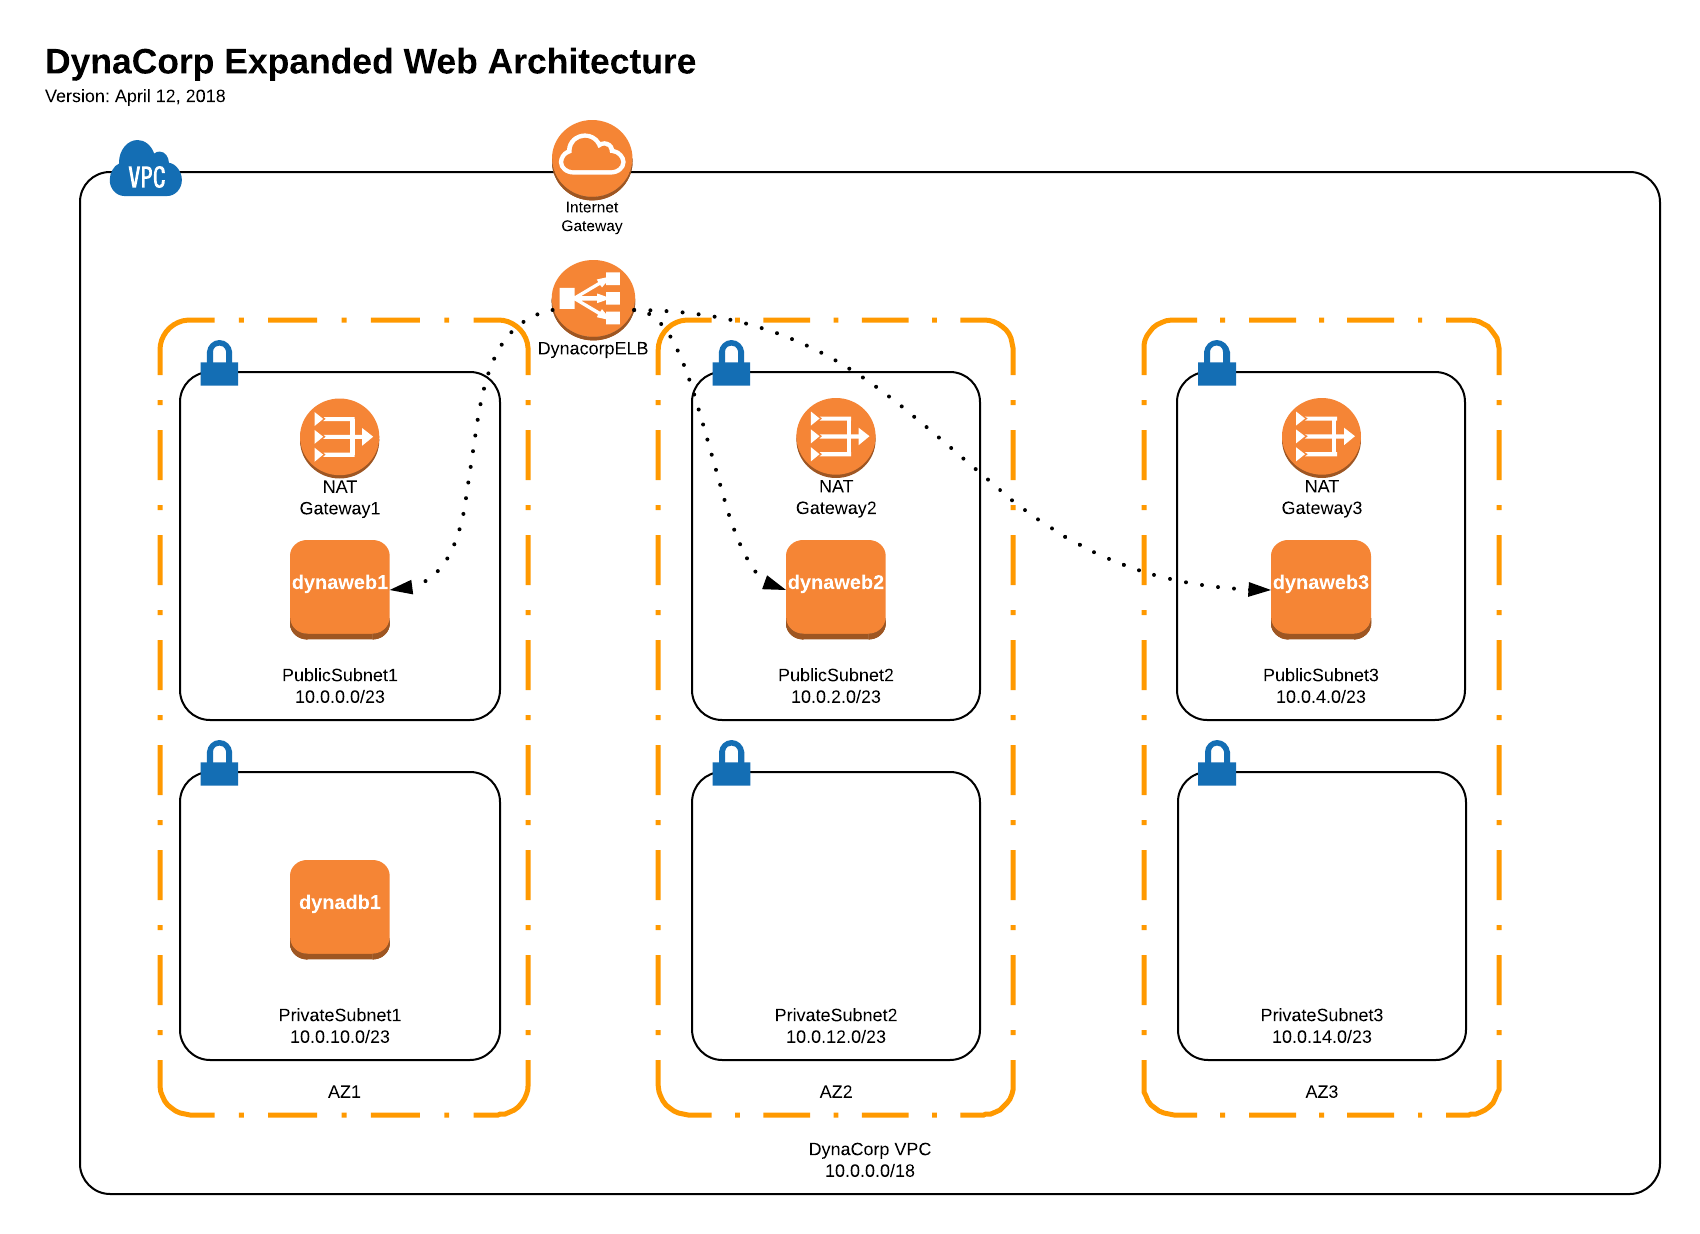 DynaCorp Expanded Web Architecture
Version: April 12, 2018
VPC
Internet
Gateway
DynacorpELB
NAT
Gateway1
dynaweb1
PublicSubnet1
10.0.0.0/23
NAT
Gateway2
dynaweb2
PublicSubnet2
10.0.2.0/23
NAT
Gateway3
dynaweb3
PublicSubnet3
10.0.4.0/23
dynadb1
PrivateSubnet1
10.0.10.0/23
PrivateSubnet2
10.0.12.0/23
PrivateSubnet3
10.0.14.0/23
AZ1
AZ2
AZ3
DynaCorp VPC
10.0.0.0/18